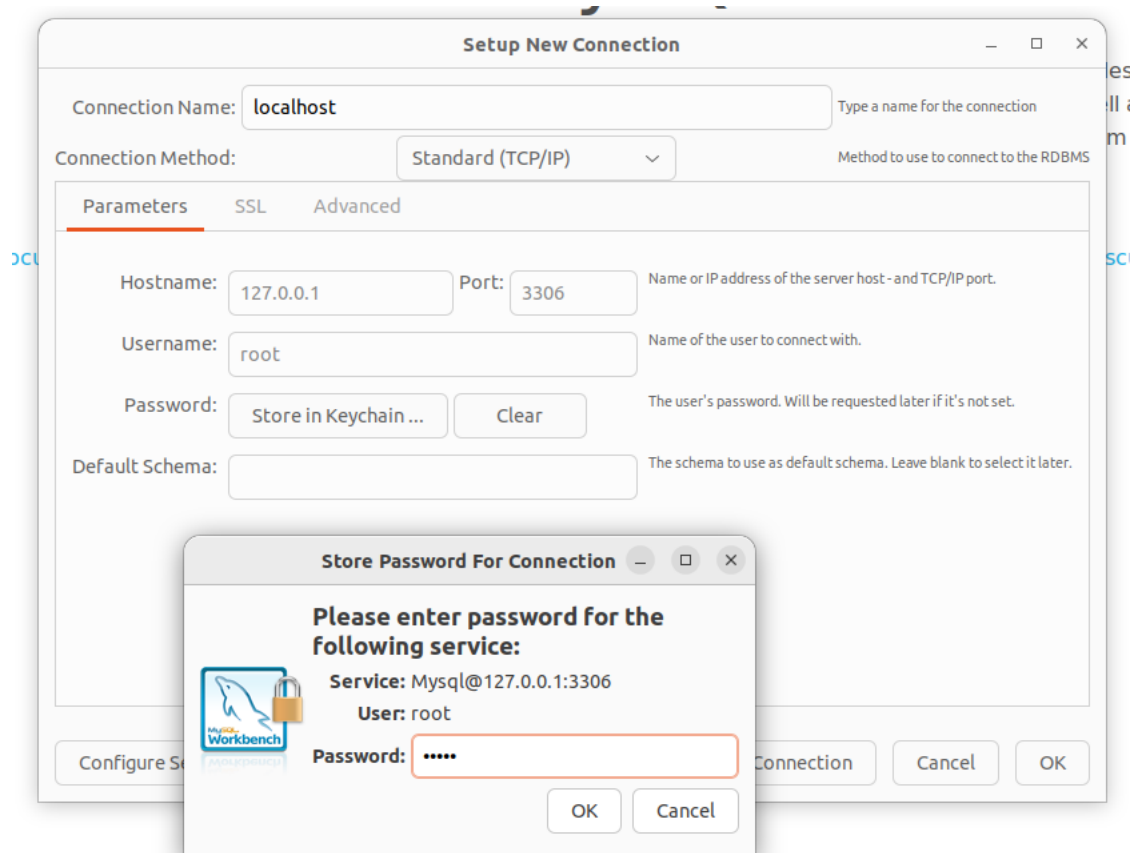 Setup New Connection
Connection Name: localhost Type a name for the connection
Connection Method: Standard (TCP/IP) Method to use to connect to the RDBMS
Parameters SSL Advanced
Hostname: 127.0.0.1 Port: 3306 Name or IP address of the server host - and TCP/IP port.
Username: root Name of the user to connect with.
Password: Store in Keychain ... Clear The user's password. Will be requested later if it's not set.
Default Schema: The schema to use as default schema. Leave blank to select it later.
Store Password For Connection
Please enter password for the
following service:
Service: Mysql@127.0.0.1:3306
User: root
MySQL
Workbench
Password: •••••
Configure Connection Cancel OK
OK Cancel